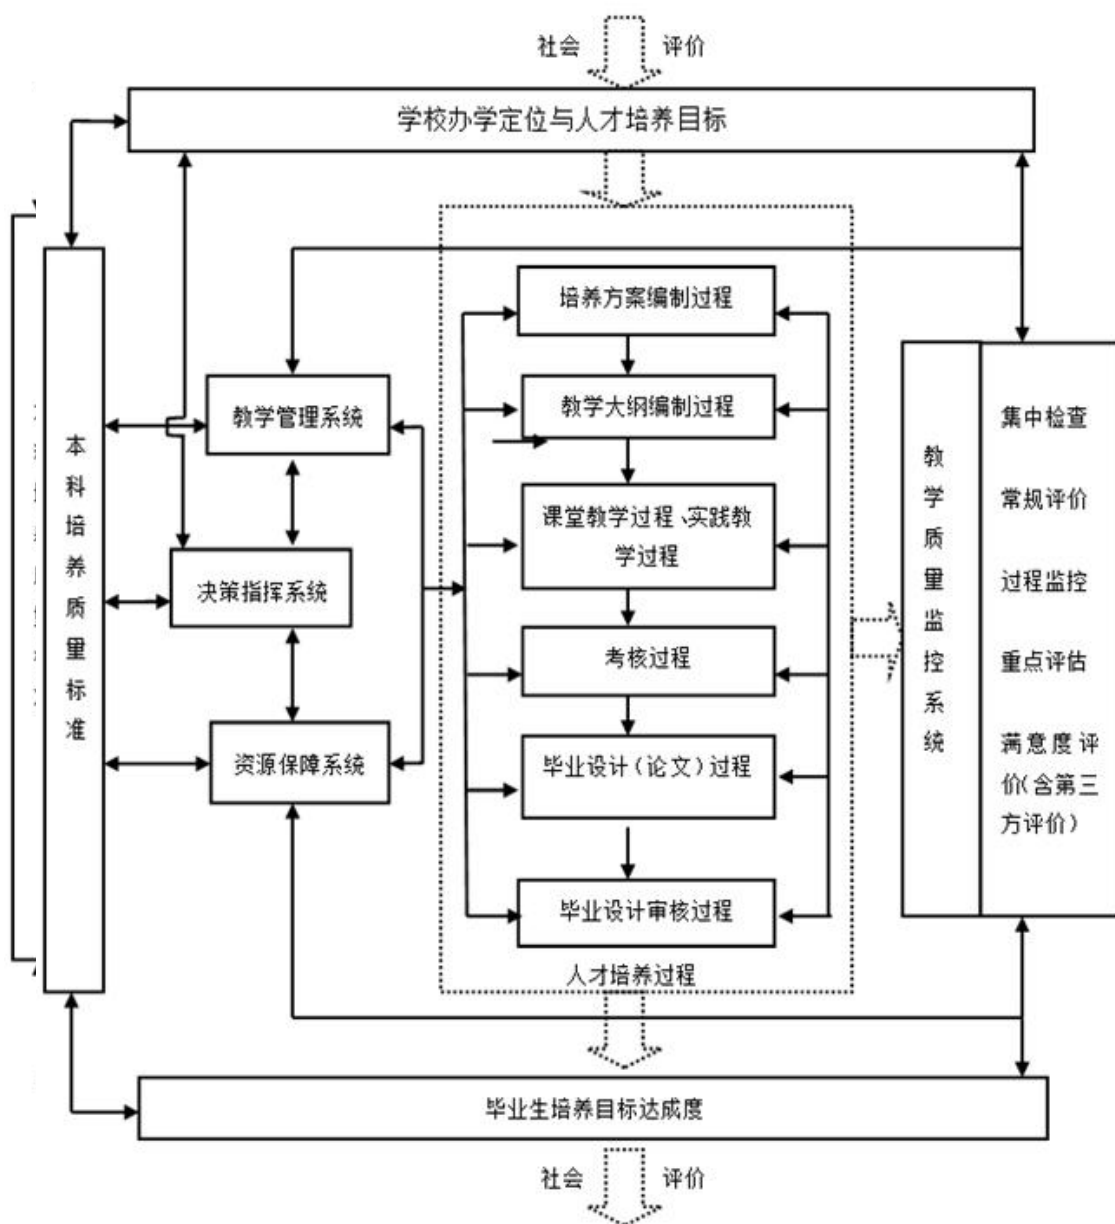 社会 评价
学校办学定位与人才培养目标
本科培养质量标准
教学管理系统
决策指挥系统
资源保障系统
培养方案编制过程
教学大纲编制过程
课堂教学过程、实践教
学过程
考核过程
毕业设计（论文）过程
毕业设计审核过程
人才培养过程
教学质量监控系统
集中检查
常规评价
过程监控
重点评估
满意度评
价（含第三
方评价）
毕业生培养目标达成度
社会 评价